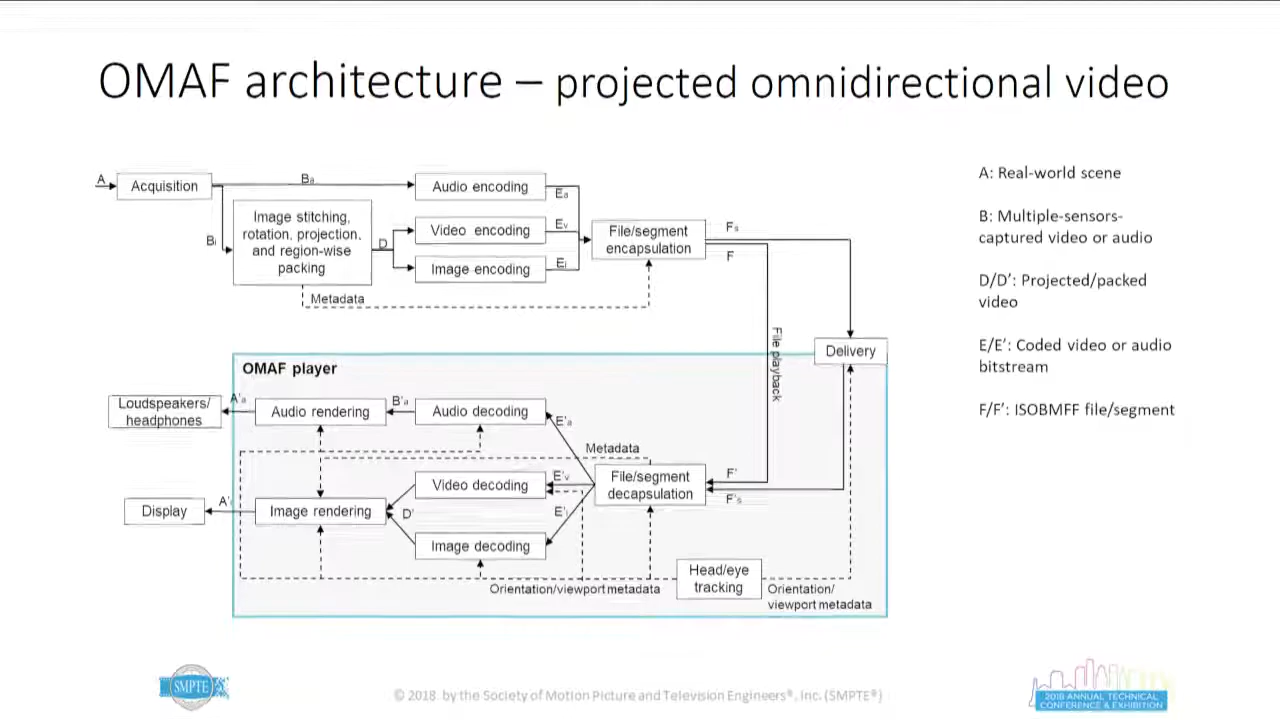 OMAF architecture – projected omnidirectional video
A
Acquisition
Ba
Audio encoding
Ea
Bi
Image stitching,
rotation, projection,
and region-wise
packing
D
Video encoding
Ev
Image encoding
Ei
File/segment
encapsulation
Fs
F
Metadata
File playback
Delivery
OMAF player
Loudspeakers/
headphones
A'a
Audio rendering
B'a
Audio decoding
E'a
Metadata
Video decoding
E'v
File/segment
decapsulation
F'
F's
Display
A'i
Image rendering
D'
E'i
Image decoding
Head/eye
tracking
Orientation/viewport metadata
Orientation/
viewport metadata
A: Real-world scene
B: Multiple-sensors-
captured video or audio
D/D’: Projected/packed
video
E/E’: Coded video or audio
bitstream
F/F’: ISOBMFF file/segment
SMPTE
© 2018 by the Society of Motion Picture and Television Engineers®, Inc. (SMPTE®)
2018 ANNUAL TECHNICAL
CONFERENCE & EXHIBITION